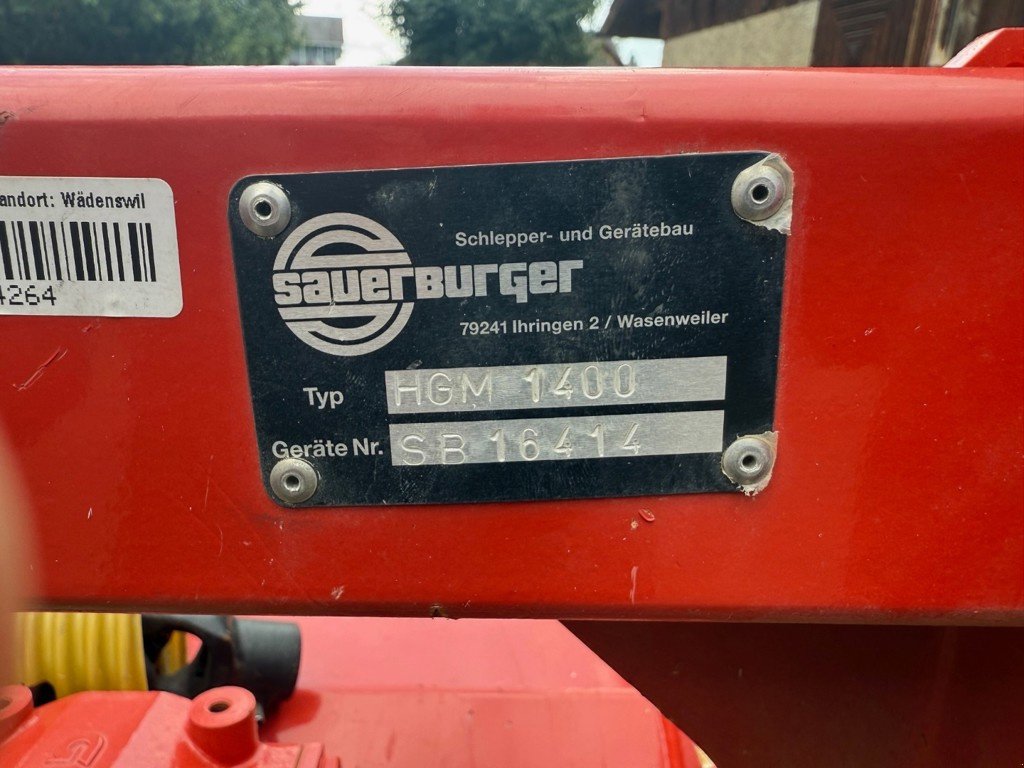 andort: Wädenswil
4264
Schlepper- und Gerätebau
SAUERBURGER
79241 Ihringen 2 / Wasenweiler
Typ HGM 1400
Geräte Nr. SB 16414